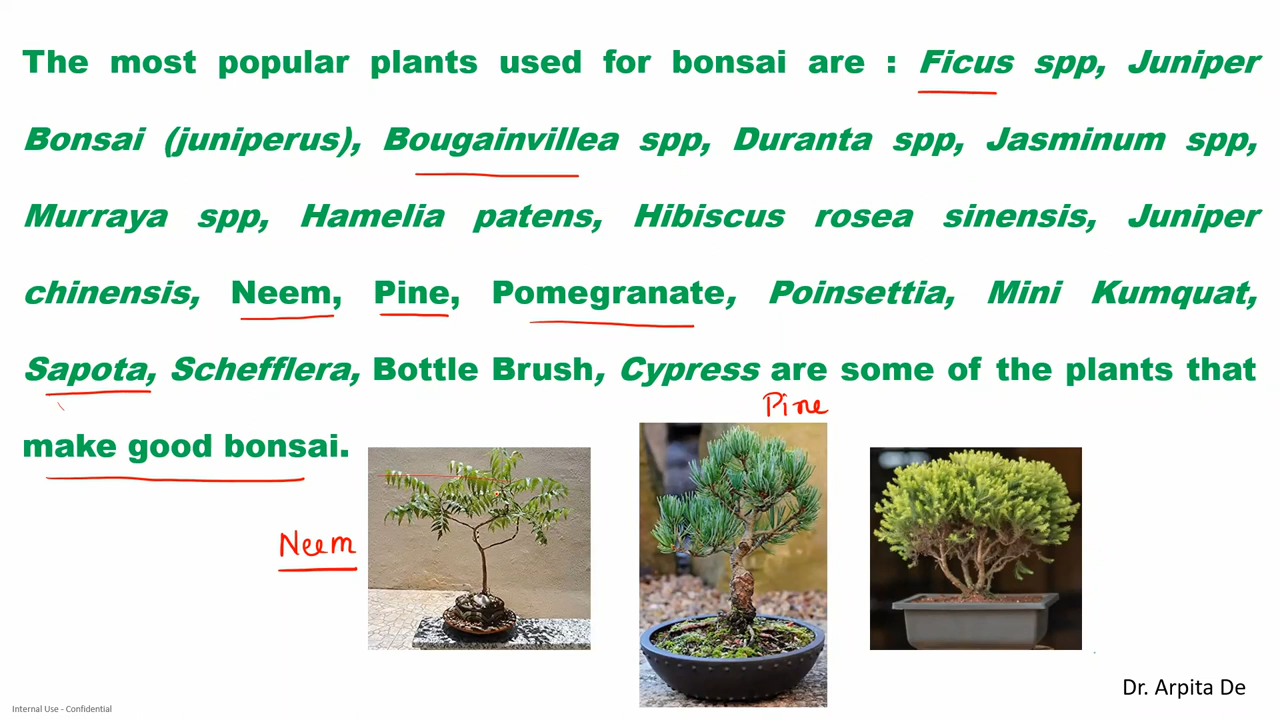 The most popular plants used for bonsai are : Ficus spp, Juniper
Bonsai (juniperus), Bougainvillea spp, Duranta spp, Jasminum spp,
Murraya spp, Hamelia patens, Hibiscus rosea sinensis, Juniper
chinensis, Neem, Pine, Pomegranate, Poinsettia, Mini Kumquat,
Sapota, Schefflera, Bottle Brush, Cypress are some of the plants that
make good bonsai.
Pine
Neem
Dr. Arpita De
Internal Use - Confidential